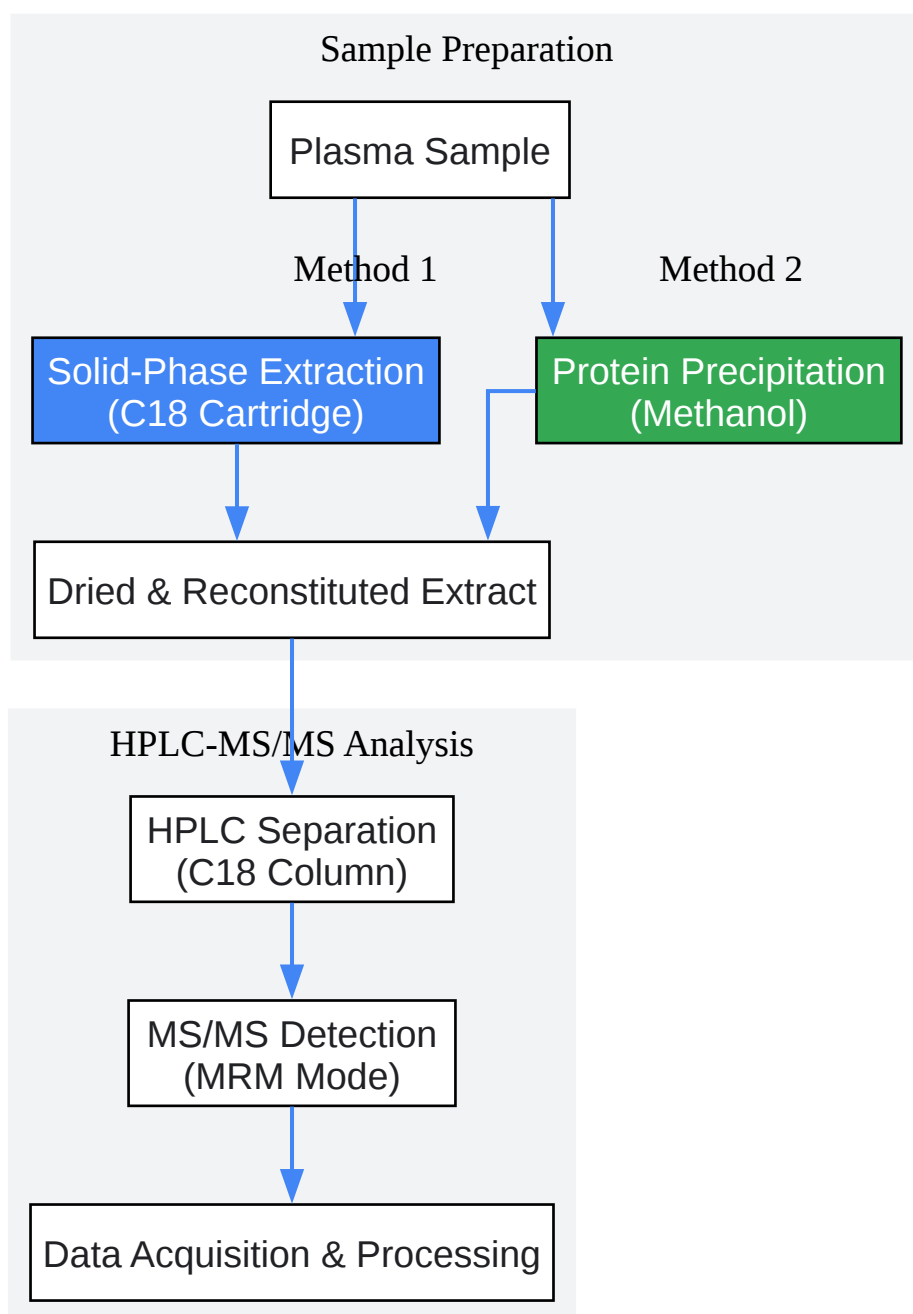 Sample Preparation
Plasma Sample
Method 1
Method 2
Solid-Phase Extraction
(C18 Cartridge)
Protein Precipitation
(Methanol)
Dried & Reconstituted Extract
HPLC-MS/MS Analysis
HPLC Separation
(C18 Column)
MS/MS Detection
(MRM Mode)
Data Acquisition & Processing